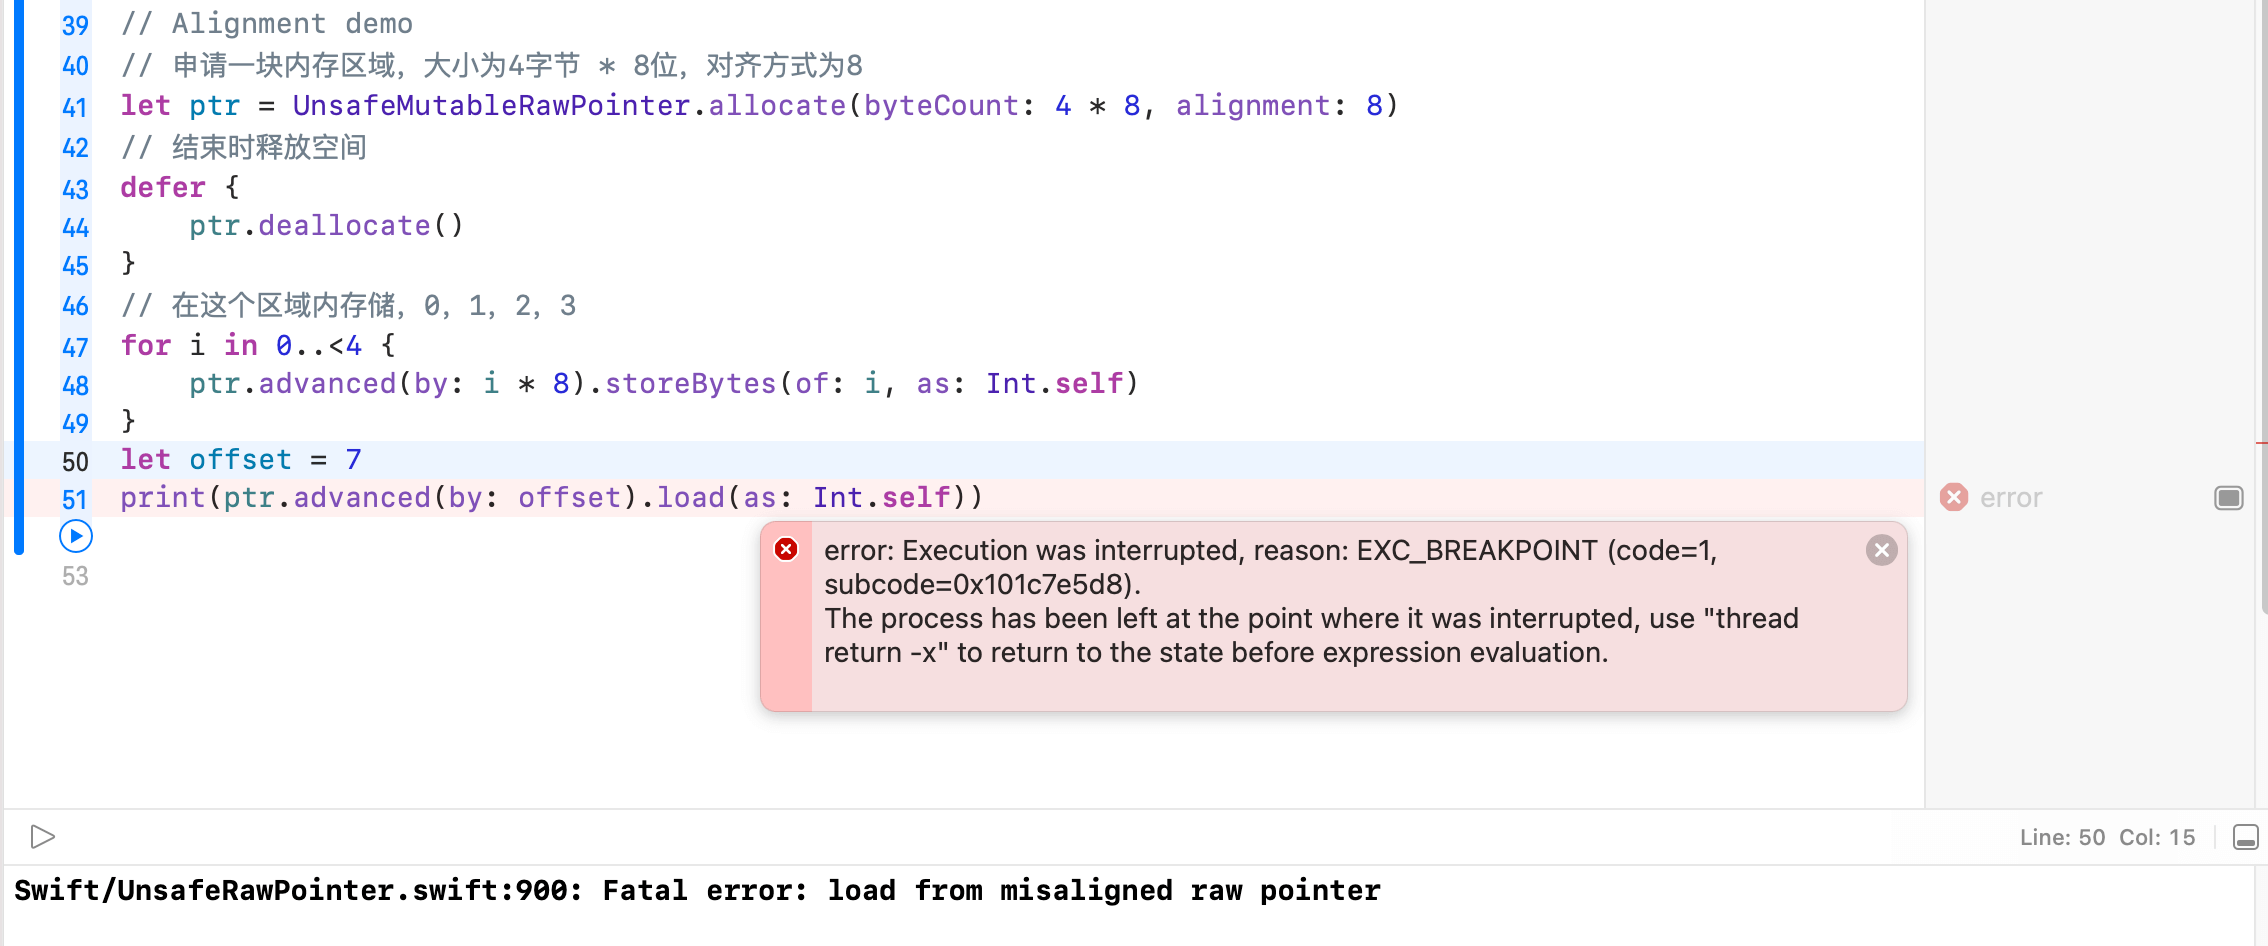 39 // Alignment demo
40 // 申请一块内存区域，大小为4字节 * 8位，对齐方式为8
41 let ptr = UnsafeMutableRawPointer.allocate(byteCount: 4 * 8, alignment: 8)
42 // 结束时释放空间
43 defer {
44 ptr.deallocate()
45 }
46 // 在这个区域内存储，0，1，2，3
47 for i in 0..<4 {
48 ptr.advanced(by: i * 8).storeBytes(of: i, as: Int.self)
49 }
50 let offset = 7
51 print(ptr.advanced(by: offset).load(as: Int.self))
error
error: Execution was interrupted, reason: EXC_BREAKPOINT (code=1,
subcode=0x101c7e5d8).
The process has been left at the point where it was interrupted, use "thread
return -x" to return to the state before expression evaluation.
53
Line: 50 Col: 15
Swift/UnsafeRawPointer.swift:900: Fatal error: load from misaligned raw pointer